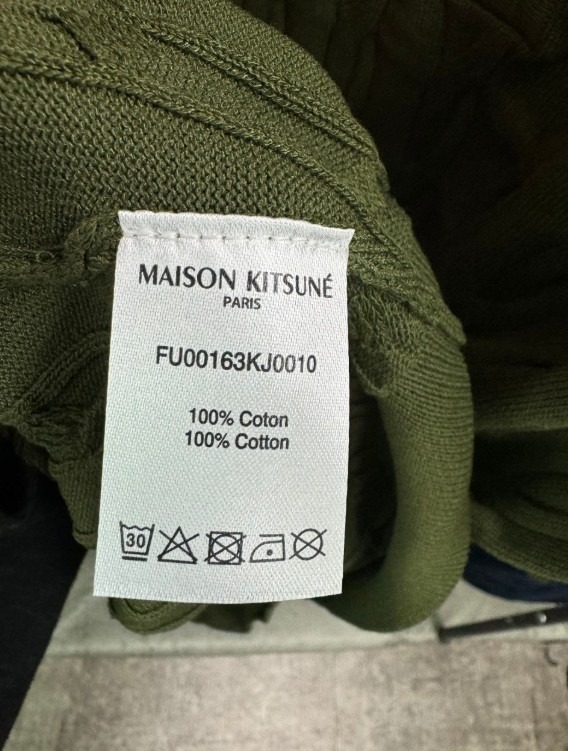 MAISON KITSUNÉ
PARIS
FU00163KJ0010
100% Coton
100% Cotton
30